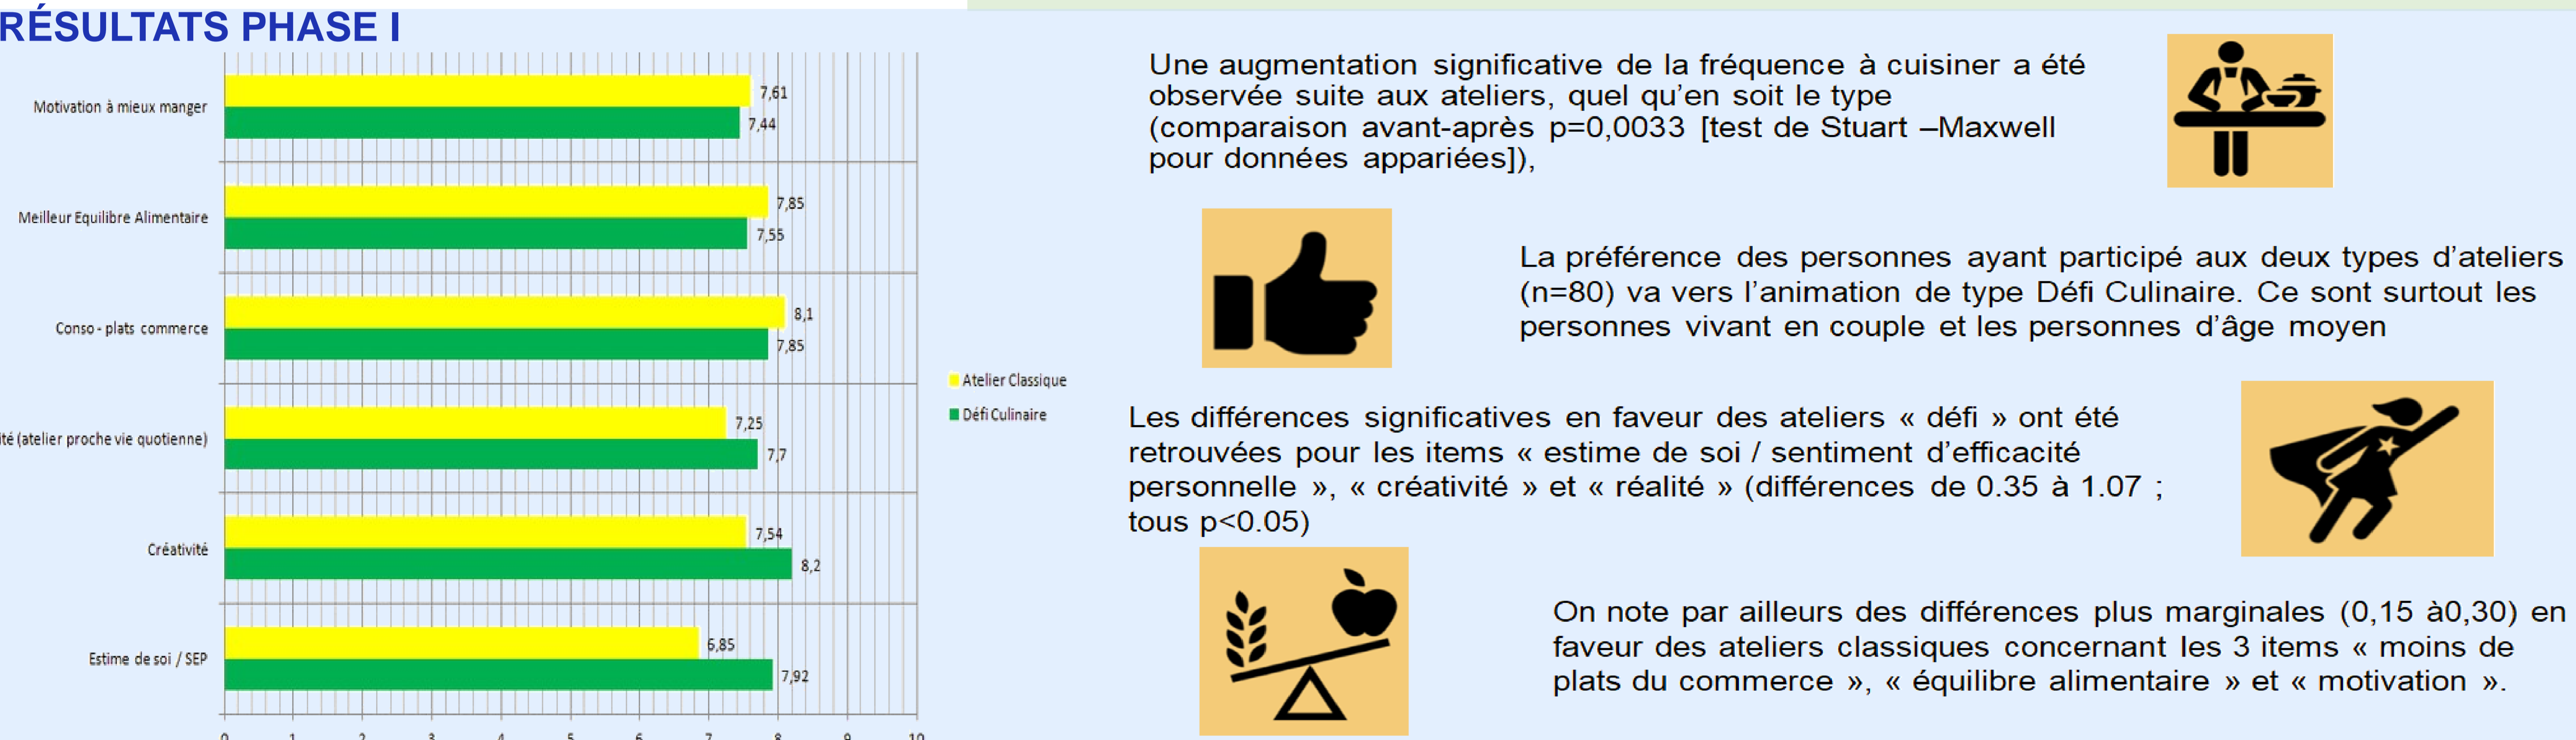 RÉSULTATS PHASE I
Motivation à mieux manger
7,61
7,44
Meilleur Equilibre Alimentaire
7,85
7,55
Conso - plats commerce
8,1
7,85
ité (atelier proche vie quotienne)
7,25
7,7
Créativité
7,54
8,2
Estime de soi / SEP
6,85
7,92
0 1 2 3 4 5 6 7 8 9 10
Atelier Classique
Défi Culinaire
Une augmentation significative de la fréquence à cuisiner a été
observée suite aux ateliers, quel qu’en soit le type
(comparaison avant-après p=0,0033 [test de Stuart –Maxwell
pour données appariées]),
La préférence des personnes ayant participé aux deux types d’ateliers
(n=80) va vers l’animation de type Défi Culinaire. Ce sont surtout les
personnes vivant en couple et les personnes d’âge moyen
Les différences significatives en faveur des ateliers « défi » ont été
retrouvées pour les items « estime de soi / sentiment d’efficacité
personnelle », « créativité » et « réalité » (différences de 0.35 à 1.07 ;
tous p<0.05)
On note par ailleurs des différences plus marginales (0,15 à0,30) en
faveur des ateliers classiques concernant les 3 items « moins de
plats du commerce », « équilibre alimentaire » et « motivation ».